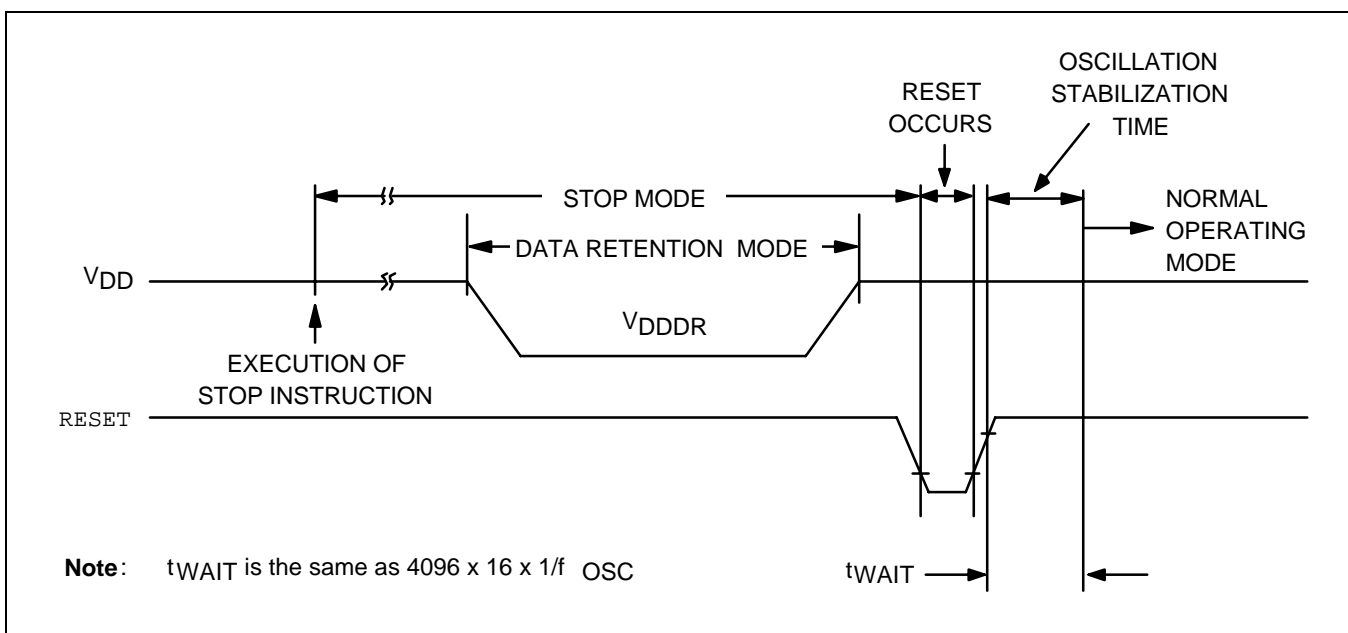 OSCILLATION
STABILIZATION
TIME
RESET
OCCURS
STOP MODE
NORMAL
OPERATING
MODE
DATA RETENTION MODE
VDD
VDDDR
EXECUTION OF
STOP INSTRUCTION
RESET
Note: tWAIT is the same as 4096 x 16 x 1/f OSC
tWAIT